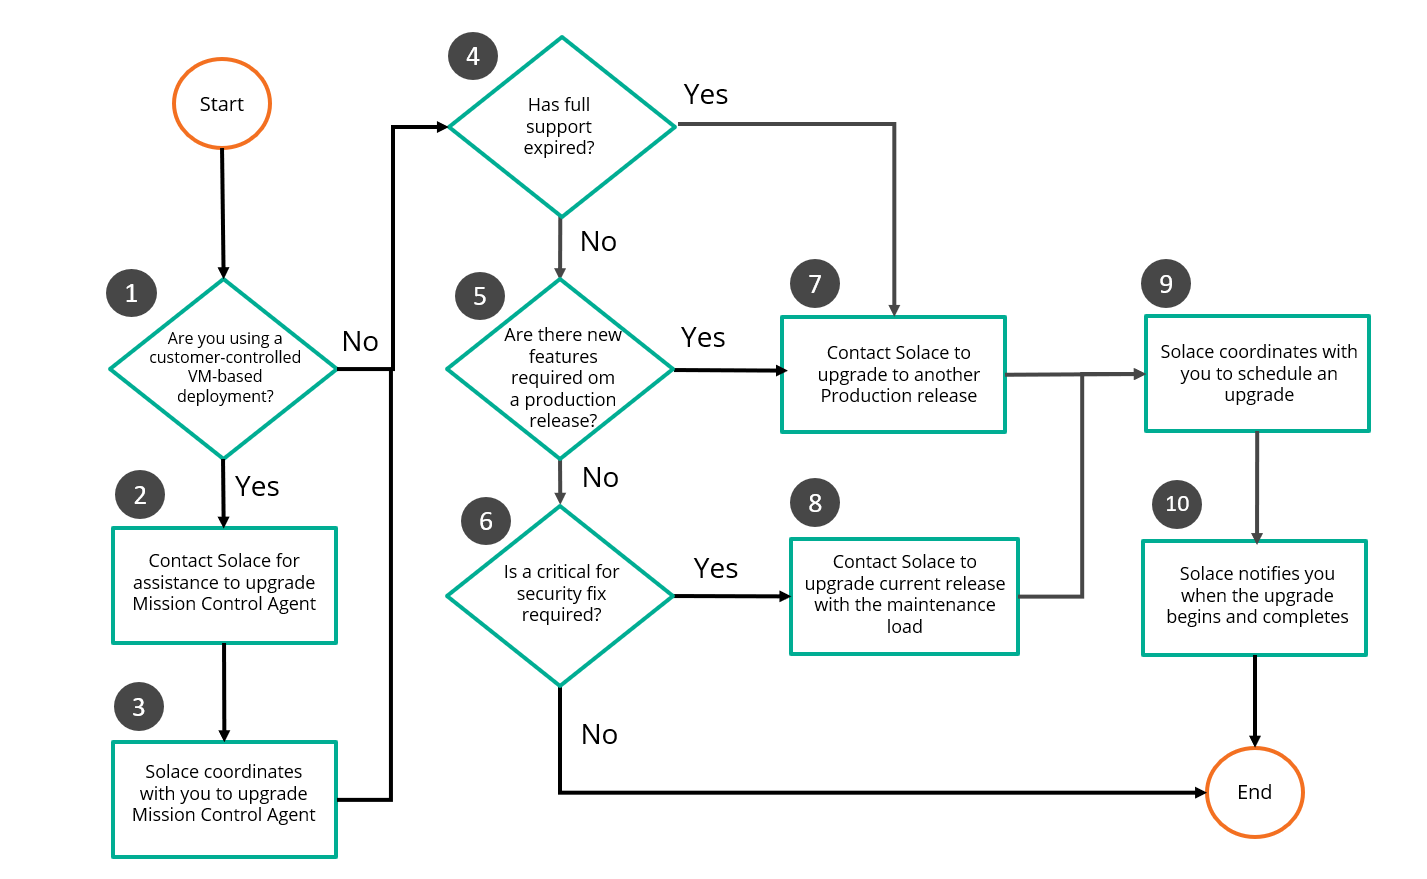 Start
1
Are you using a
customer-controlled
VM-based
deployment?
No
Yes
2
Contact Solace for
assistance to upgrade
Mission Control Agent
3
Solace coordinates
with you to upgrade
Mission Control Agent
4
Has full
support
expired?
Yes
No
5
Are there new
features
required om
a production
release?
Yes
No
6
Is a critical for
security fix
required?
Yes
No
7
Contact Solace to
upgrade to another
Production release
8
Contact Solace to
upgrade current release
with the maintenance
load
9
Solace coordinates with
you to schedule an
upgrade
10
Solace notifies you
when the upgrade
begins and completes
End